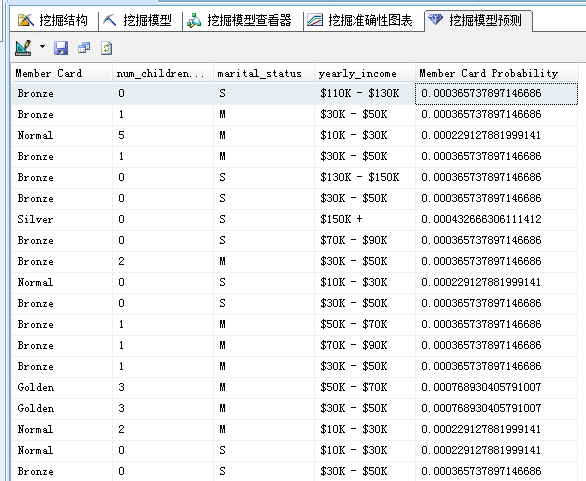 挖掘结构 挖掘模型 挖掘模型查看器 挖掘准确性图表 挖掘模型预测
Member Card num_children... marital_status yearly_income Member Card Probability
Bronze 0 S $110K - $130K 0.000365737897146686
Bronze 1 M $30K - $50K 0.000365737897146686
Normal 5 M $10K - $30K 0.000229127881999141
Bronze 1 M $30K - $50K 0.000365737897146686
Bronze 0 S $130K - $150K 0.000365737897146686
Bronze 0 S $30K - $50K 0.000365737897146686
Silver 0 S $150K + 0.000432666306111412
Bronze 0 S $70K - $90K 0.000365737897146686
Bronze 2 M $30K - $50K 0.000365737897146686
Normal 0 S $10K - $30K 0.000229127881999141
Bronze 0 S $30K - $50K 0.000365737897146686
Bronze 1 M $50K - $70K 0.000365737897146686
Bronze 1 M $70K - $90K 0.000365737897146686
Bronze 1 M $30K - $50K 0.000365737897146686
Golden 3 M $50K - $70K 0.000768930405791007
Golden 3 M $30K - $50K 0.000768930405791007
Normal 2 M $10K - $30K 0.000229127881999141
Normal 0 S $10K - $30K 0.000229127881999141
Bronze 0 S $30K - $50K 0.000365737897146686